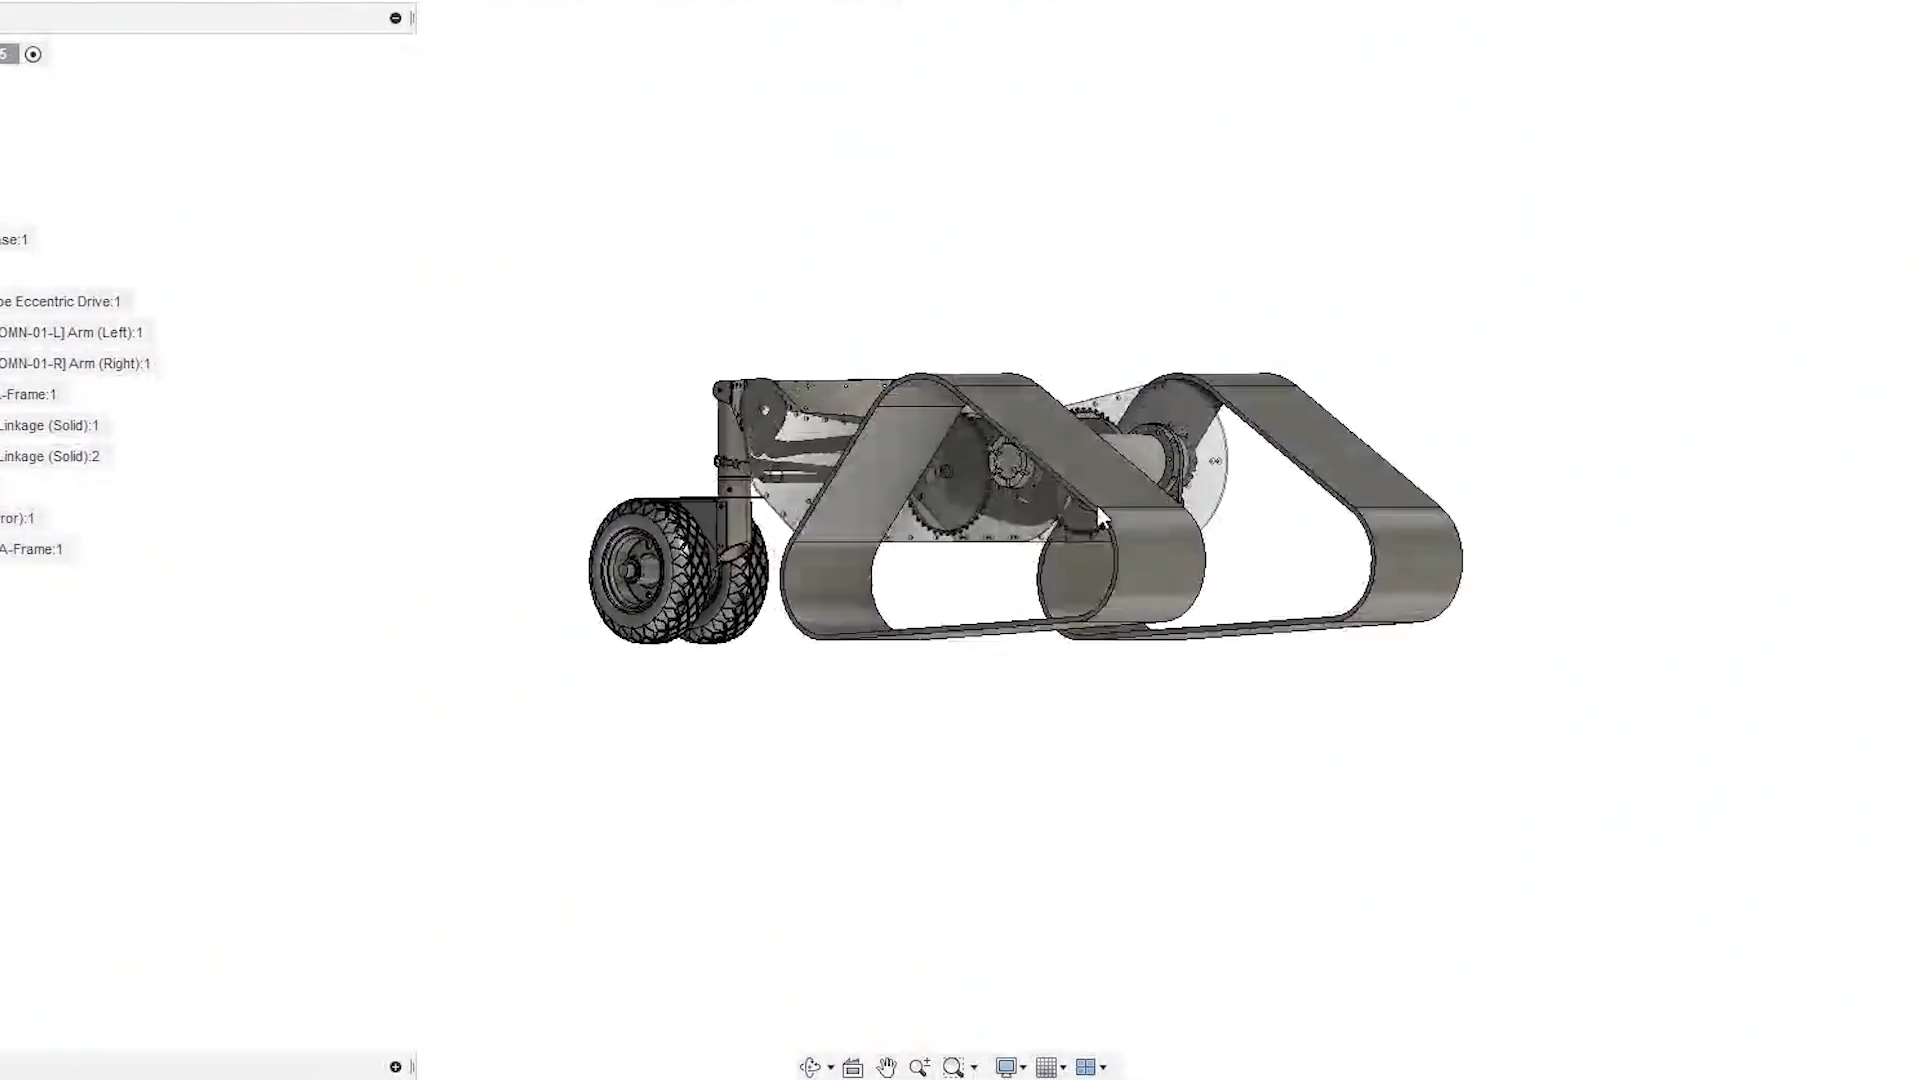 5
ase:1
pe Eccentric Drive:1
OMN-01-L] Arm (Left):1
OMN-01-R] Arm (Right):1
-Frame:1
Linkage (Solid):1
Linkage (Solid):2
ror):1
A-Frame:1